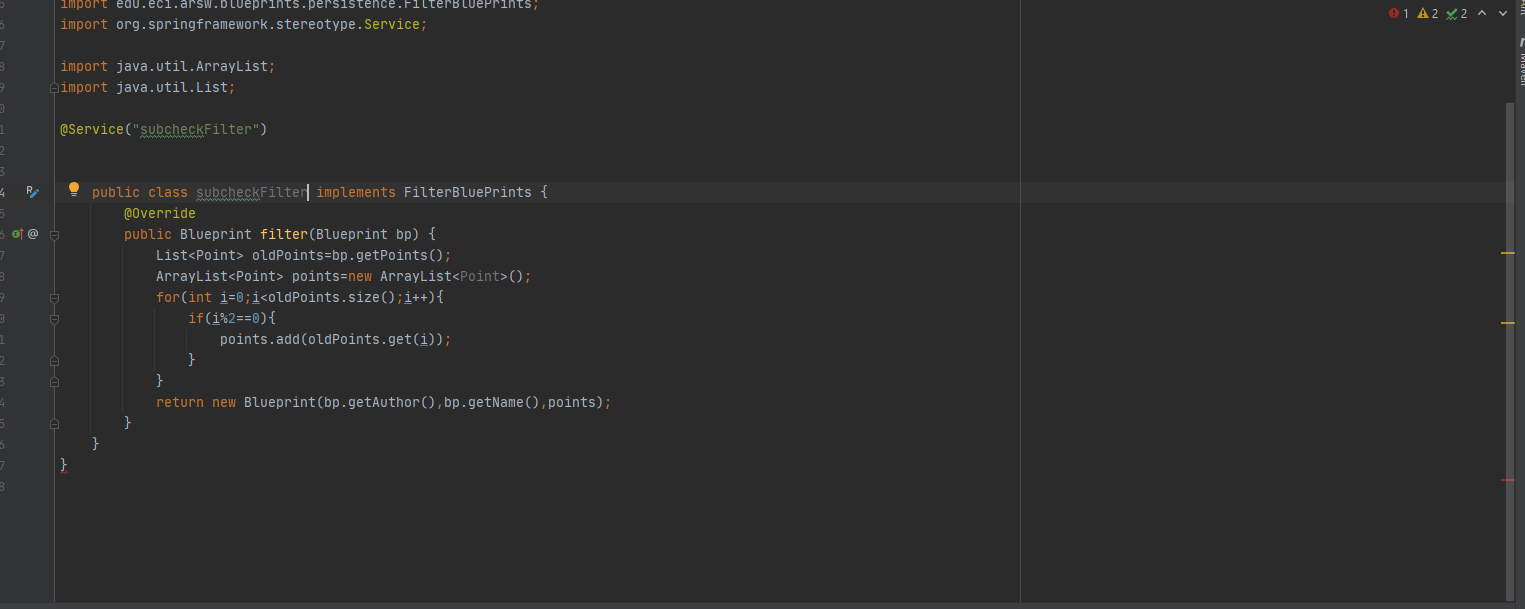 import edu.eci.arsw.blueprints.persistence.FilterBluePrints;
import org.springframework.stereotype.Service;
1 2 2
import java.util.ArrayList;
import java.util.List;
@Service("subcheckFilter")
public class subcheckFilter implements FilterBluePrints {
@Override
public Blueprint filter(Blueprint bp) {
List<Point> oldPoints=bp.getPoints();
ArrayList<Point> points=new ArrayList<Point>();
for(int i=0;i<oldPoints.size();i++){
if(i%2==0){
points.add(oldPoints.get(i));
}
}
return new Blueprint(bp.getAuthor(),bp.getName(),points);
}
}
}